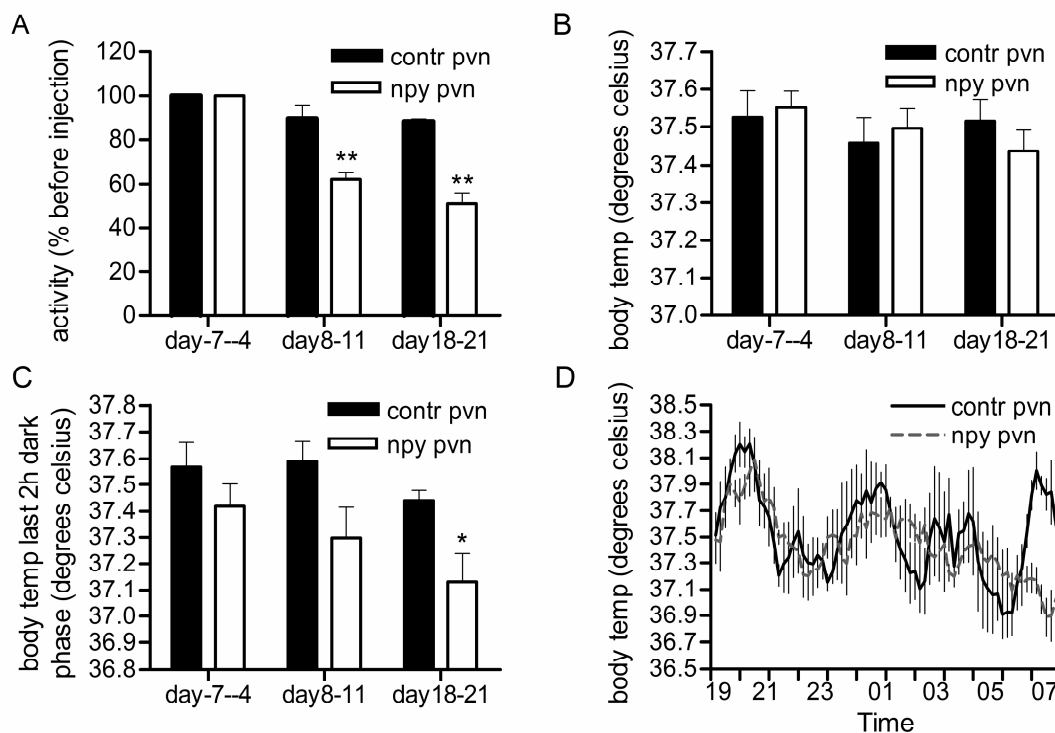 A
activity (% before injection)
120
100
80
60
40
20
0
contr pvn
npy pvn
**
**
day-7--4
day8-11
day18-21
B
body temp (degrees celsius)
37.7
37.6
37.5
37.4
37.3
37.2
37.1
37.0
contr pvn
npy pvn
day-7--4
day8-11
day18-21
C
body temp last 2h dark
phase (degrees celsius)
37.8
37.7
37.6
37.5
37.4
37.3
37.2
37.1
37.0
36.9
36.8
contr pvn
npy pvn
*
day-7--4
day8-11
day18-21
D
body temp (degrees celsius)
38.5
38.3
38.1
37.9
37.7
37.5
37.3
37.1
36.9
36.7
36.5
contr pvn
npy pvn
19 21 23 01 03 05 07
Time